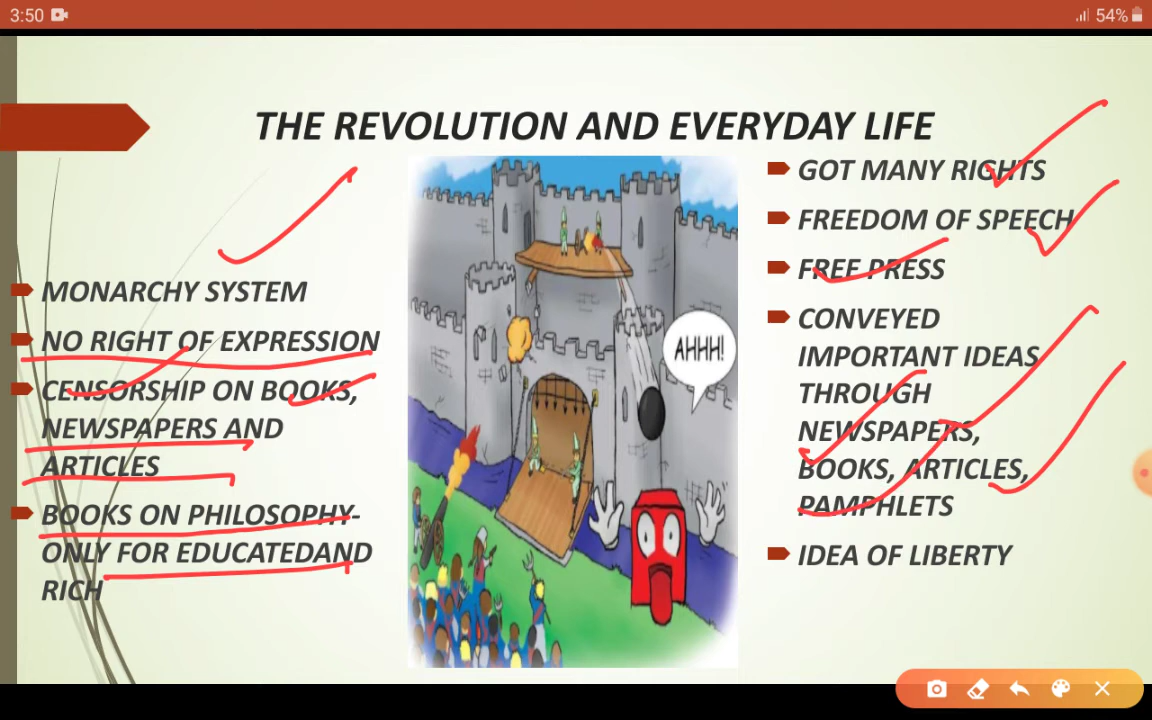 3:50
54%
THE REVOLUTION AND EVERYDAY LIFE
MONARCHY SYSTEM
NO RIGHT OF EXPRESSION
CENSORSHIP ON BOOKS,
NEWSPAPERS AND
ARTICLES
BOOKS ON PHILOSOPHY-
ONLY FOR EDUCATEDAND
RICH
AHHH!
GOT MANY RIGHTS
FREEDOM OF SPEECH
FREE PRESS
CONVEYED
IMPORTANT IDEAS
THROUGH
NEWSPAPERS,
BOOKS, ARTICLES,
PAMPHLETS
IDEA OF LIBERTY